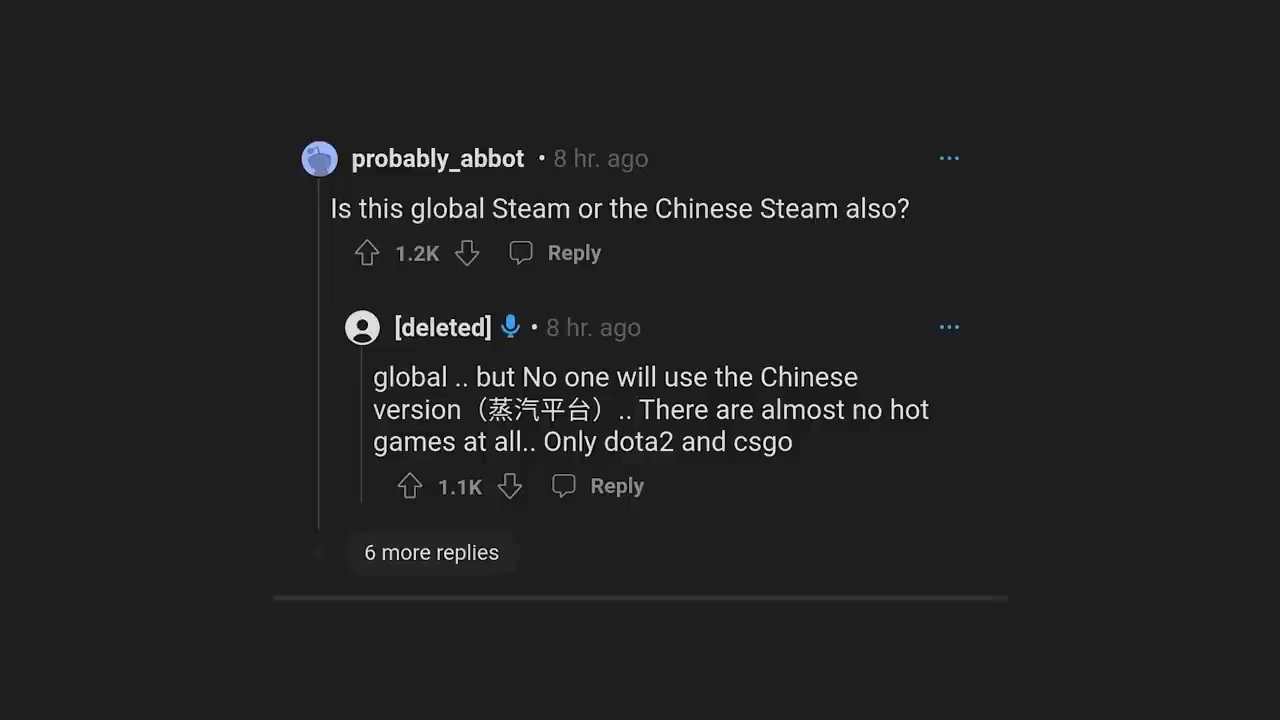 probably_abbot • 8 hr. ago
Is this global Steam or the Chinese Steam also?
1.2K Reply
[deleted] • 8 hr. ago
global .. but No one will use the Chinese
version（蒸汽平台）.. There are almost no hot
games at all.. Only dota2 and csgo
1.1K Reply
6 more replies